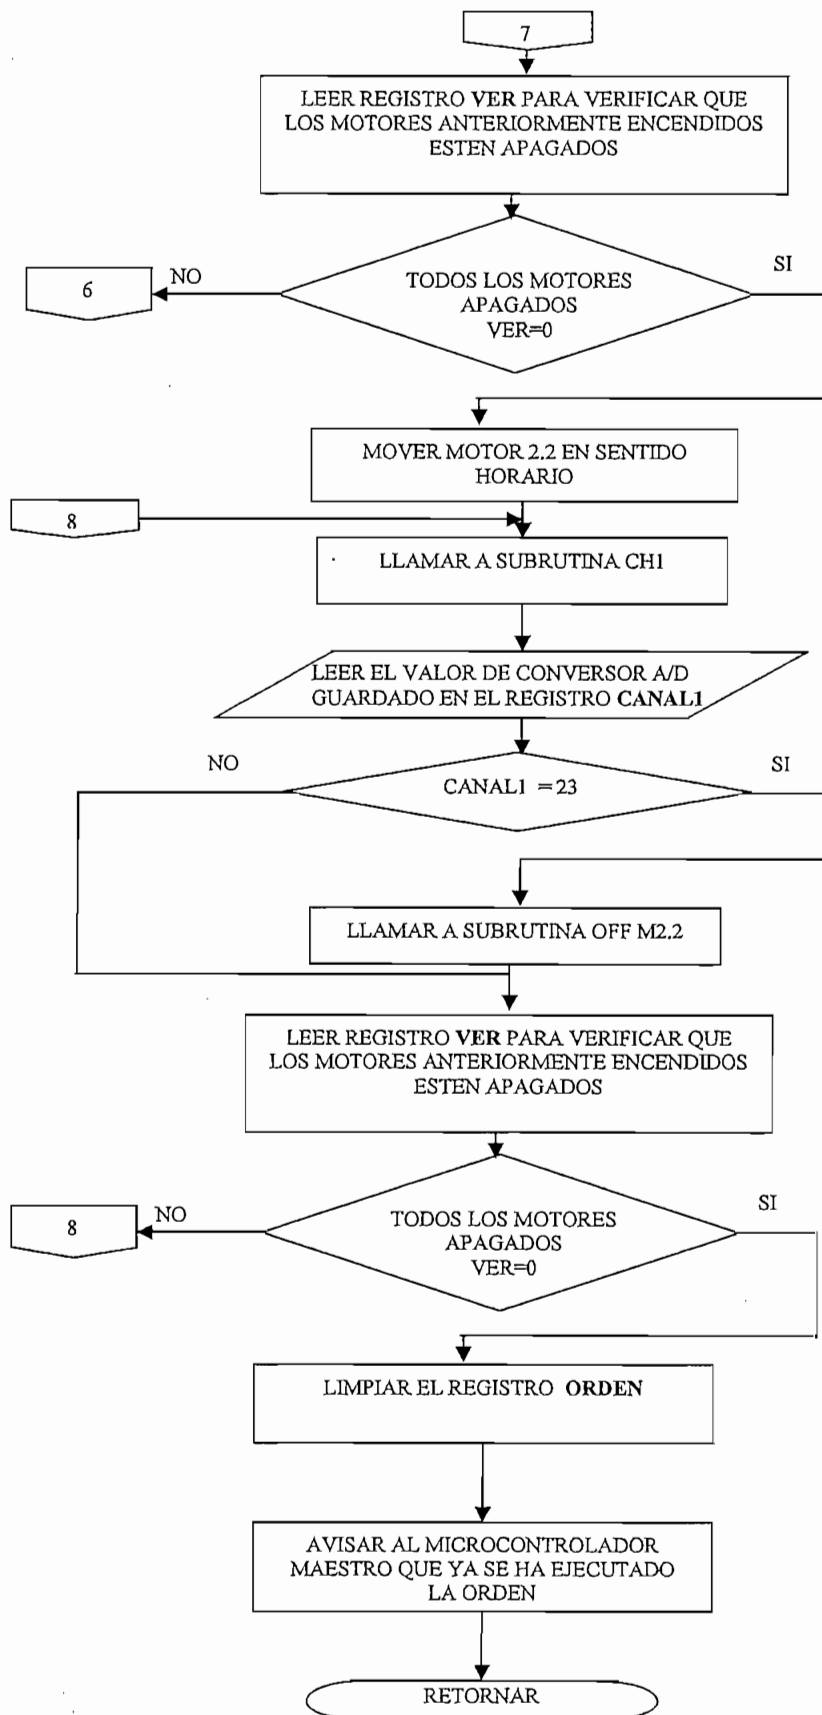 7
LEER REGISTRO VER PARA VERIFICAR QUE
LOS MOTORES ANTERIORMENTE ENCENDIDOS
ESTEN APAGADOS
6
NO
TODOS LOS MOTORES
APAGADOS
VER=0
SI
MOVER MOTOR 2.2 EN SENTIDO
HORARIO
8
LLAMAR A SUBRUTINA CH1
LEER EL VALOR DE CONVERSOR A/D
GUARDADO EN EL REGISTRO CANAL1
NO
CANAL1 = 23
SI
LLAMAR A SUBRUTINA OFF M2.2
LEER REGISTRO VER PARA VERIFICAR QUE
LOS MOTORES ANTERIORMENTE ENCENDIDOS
ESTEN APAGADOS
8
NO
TODOS LOS MOTORES
APAGADOS
VER=0
SI
LIMPIAR EL REGISTRO ORDEN
AVISAR AL MICROCONTROLADOR
MAESTRO QUE YA SE HA EJECUTADO
LA ORDEN
RETORNAR